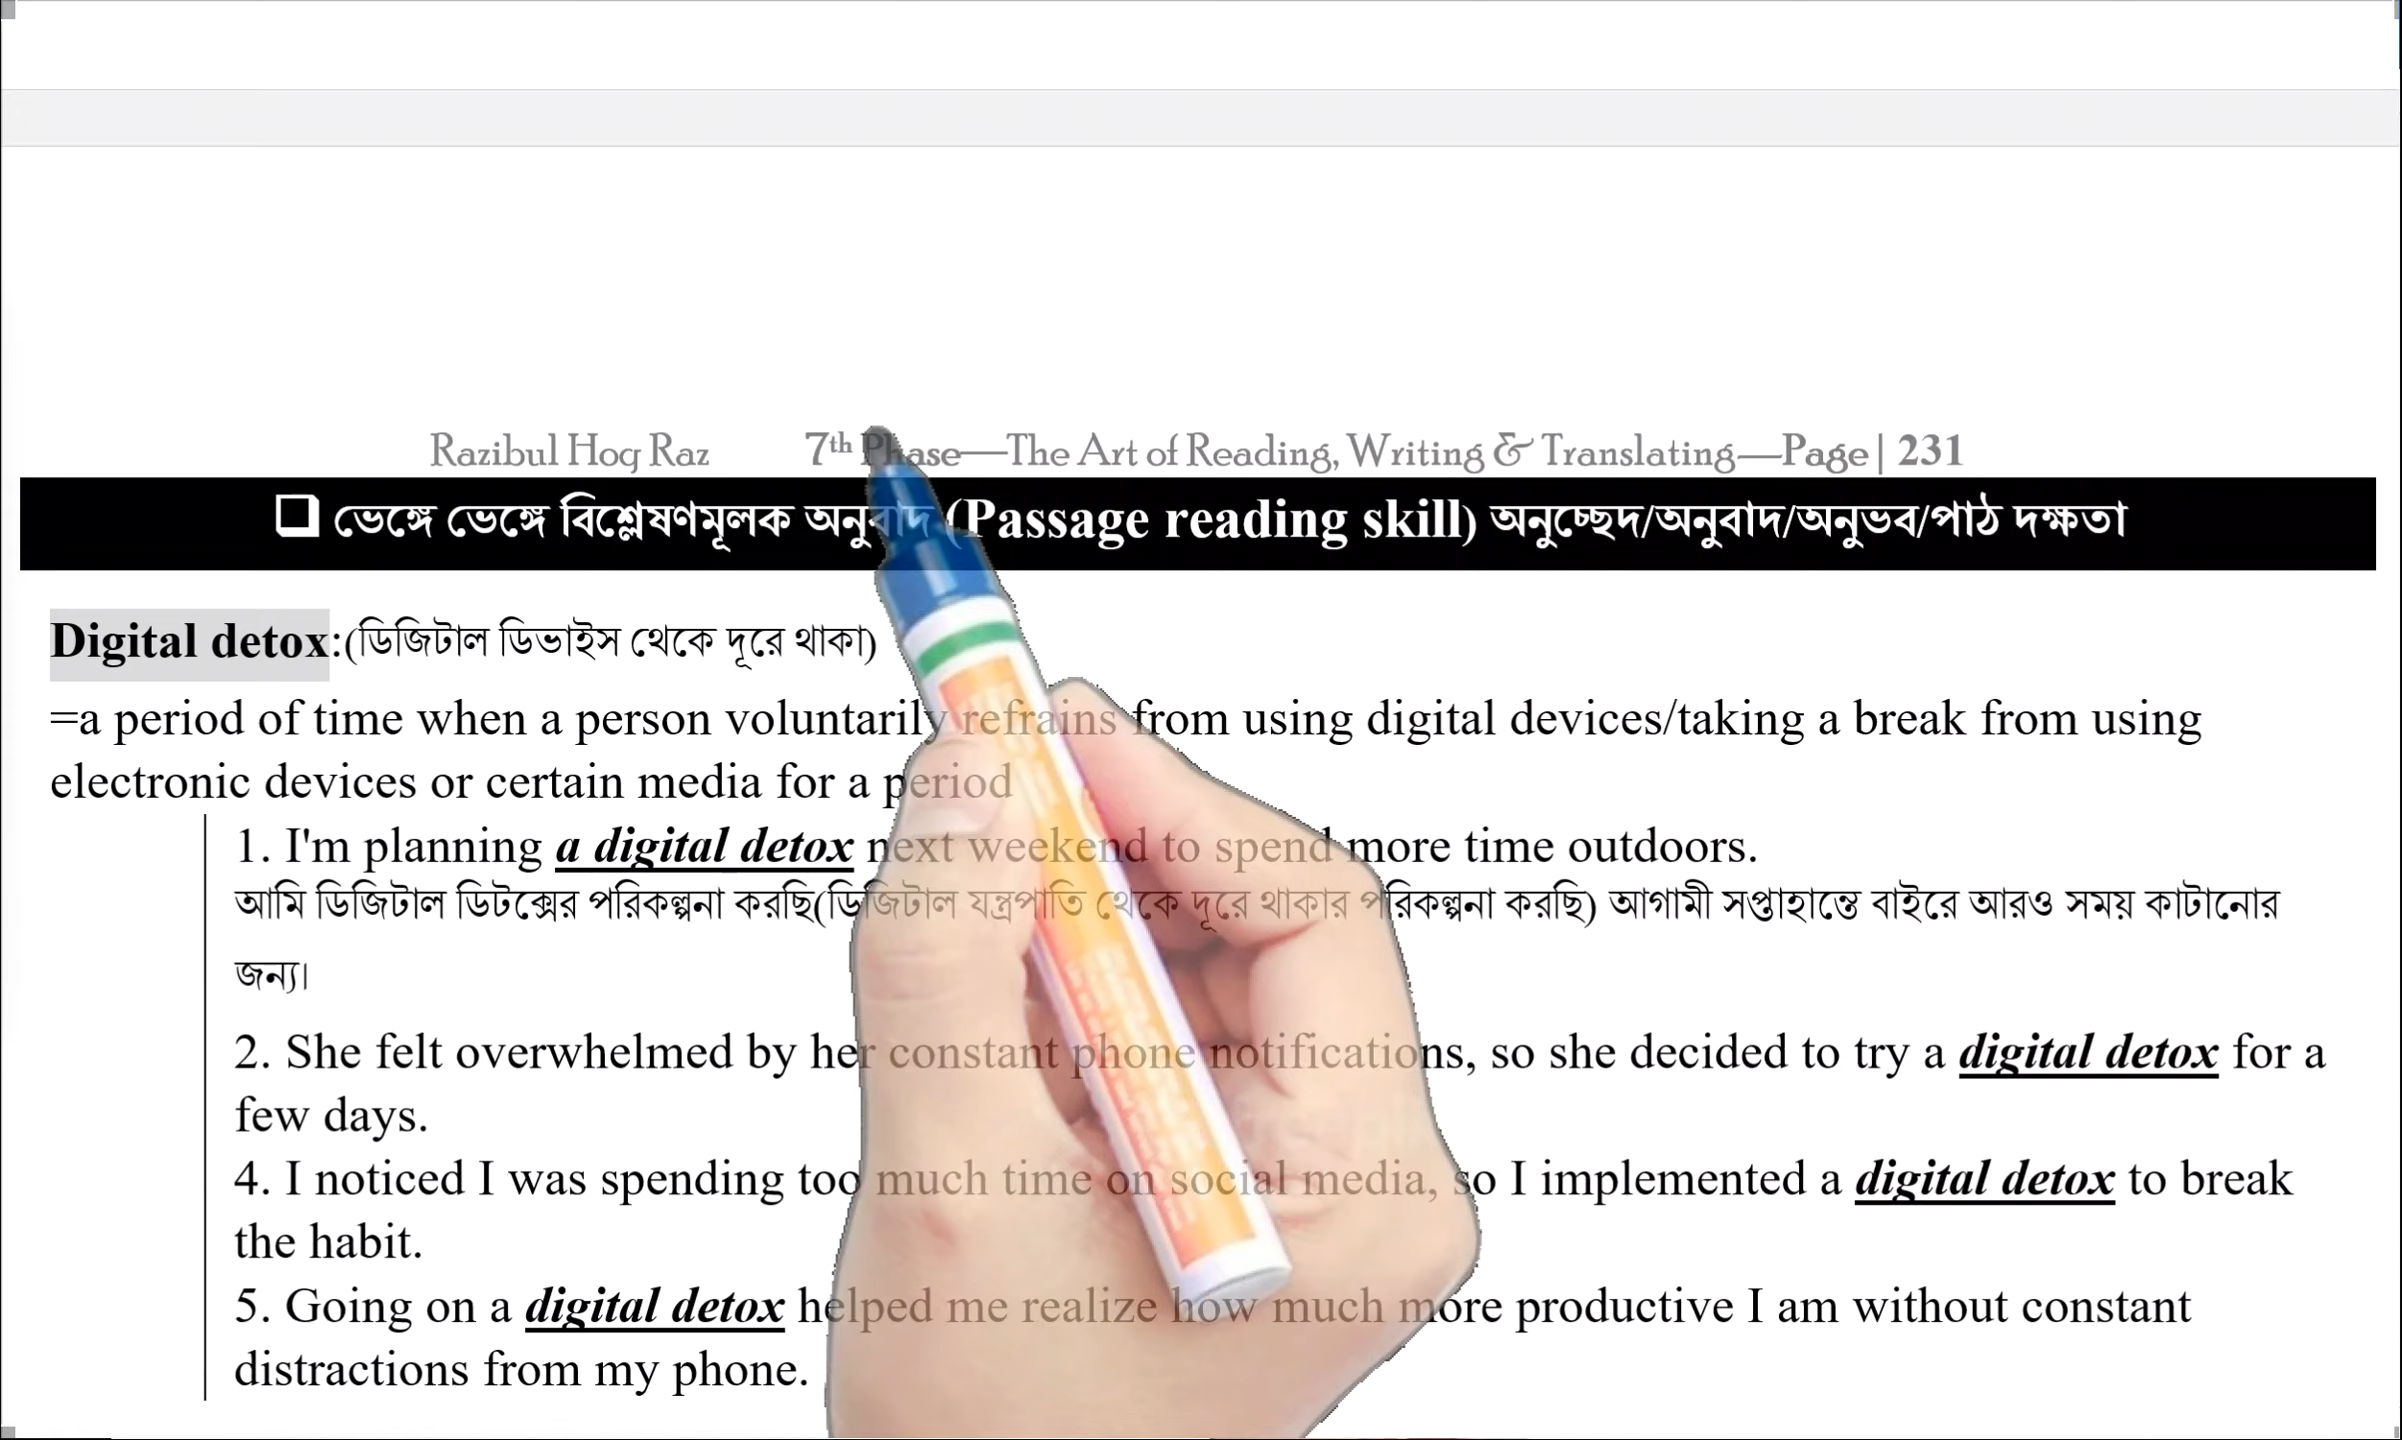 Razibul Hoq Raz 7th Phase—The Art of Reading, Writing & Translating—Page| 231
❑ ভেঙ্গে ভেঙ্গে বিশ্লেষণমূলক অনুবাদ (Passage reading skill) অনুচ্ছেদ/অনুবাদ/অনুভব/পাঠ দক্ষতা
Digital detox:(ডিজিটাল ডিভাইস থেকে দূরে থাকা)
=a period of time when a person voluntarily refrains from using digital devices/taking a break from using
electronic devices or certain media for a period
1. I'm planning a digital detox next weekend to spend more time outdoors.
আমি ডিজিটাল ডিটক্সের পরিকল্পনা করছি(ডিজিটাল যন্ত্রপাতি থেকে দূরে থাকার পরিকল্পনা করছি) আগামী সপ্তাহান্তে বাইরে আরও সময় কাটানোর
জন্য।
2. She felt overwhelmed by her constant phone notifications, so she decided to try a digital detox for a
few days.
4. I noticed I was spending too much time on social media, so I implemented a digital detox to break
the habit.
5. Going on a digital detox helped me realize how much more productive I am without constant
distractions from my phone.